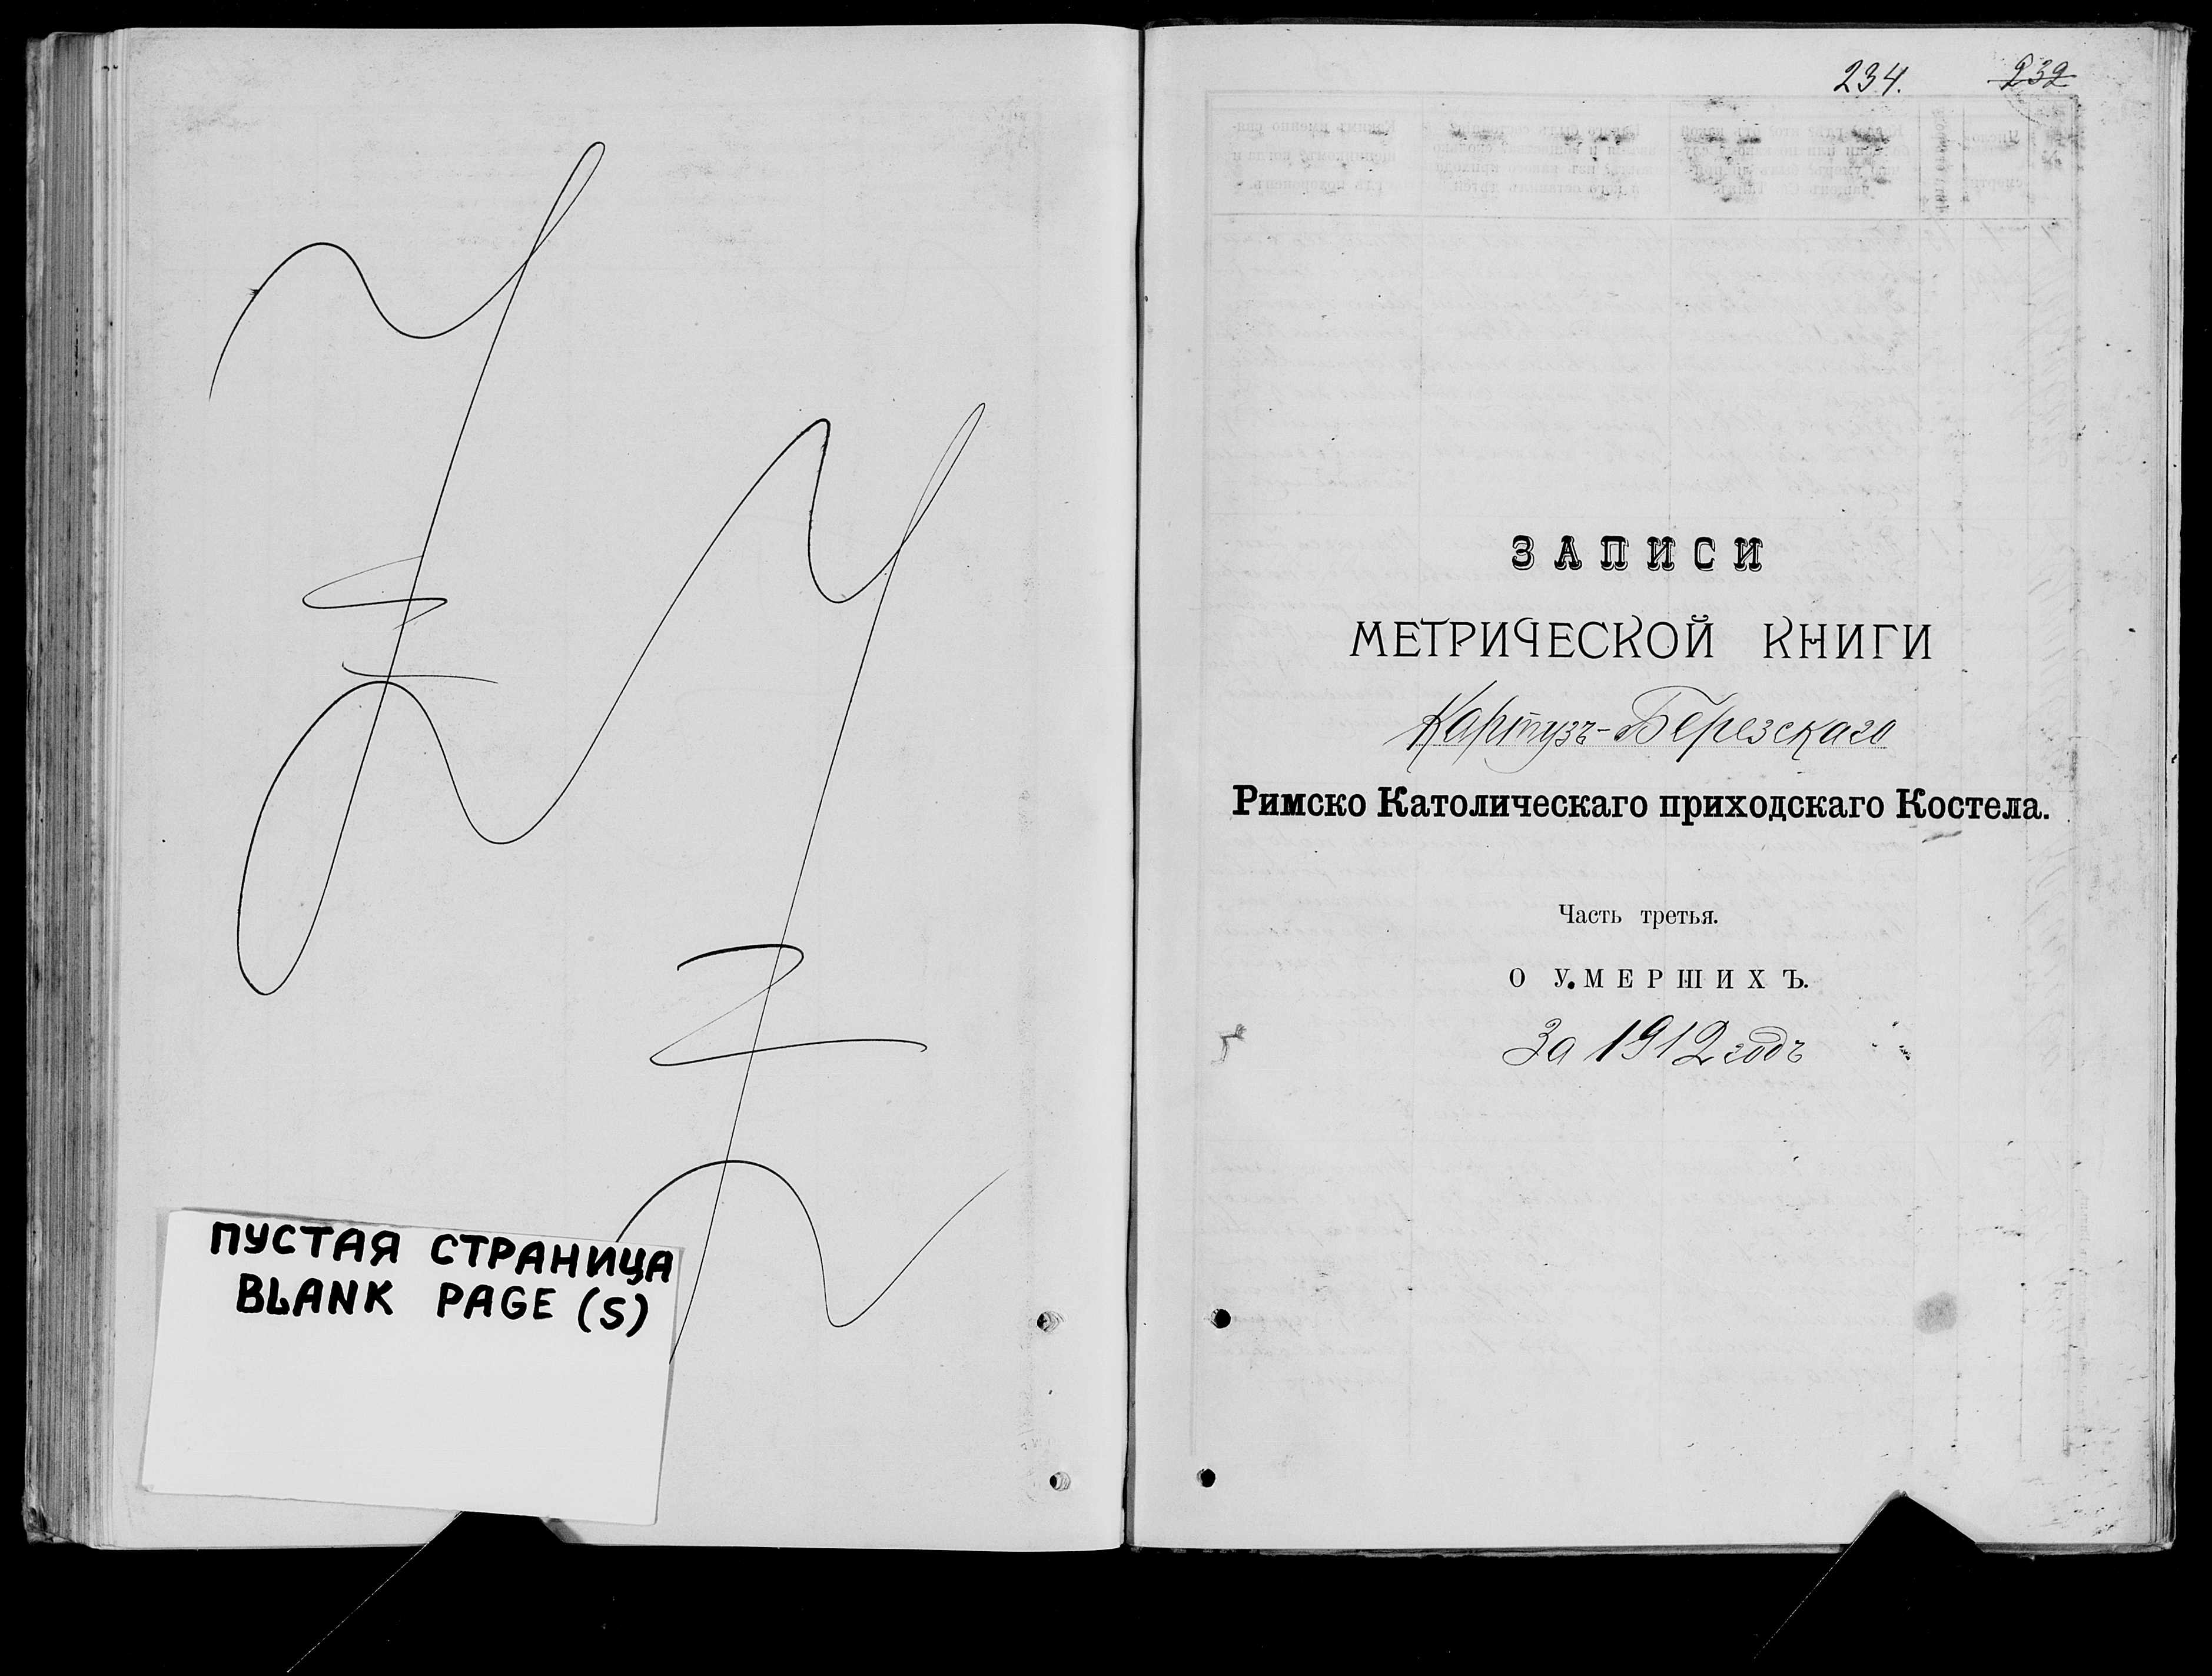 ПУСТАЯ СТРАНИЦА
BLANK PAGE (S)
234. 232
ЗАПИСИ
МЕТРИЧЕСКОЙ КНИГИ
Картузъ-Березскаго
Римско Католическаго приходскаго Костела.
Часть третья.
О УМЕРШИХЪ.
За 1912 годъ